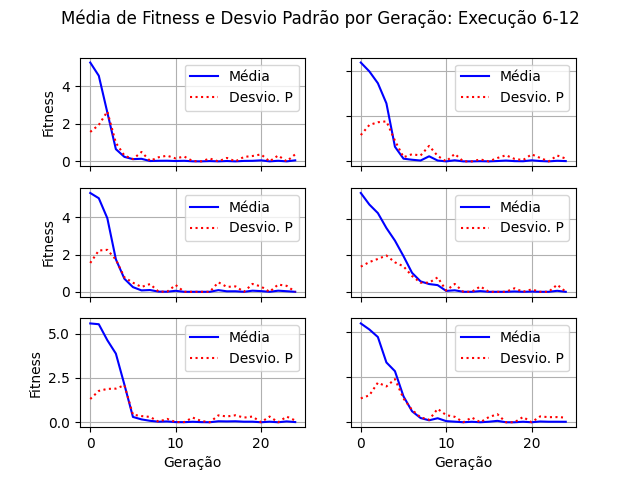 Média de Fitness e Desvio Padrão por Geração: Execução 6-12
Fitness
4
2
0
Média
Desvio. P
Média
Desvio. P
Fitness
4
2
0
Média
Desvio. P
Média
Desvio. P
Fitness
5.0
2.5
0.0
Média
Desvio. P
Média
Desvio. P
0 10 20
0 10 20
Geração
Geração